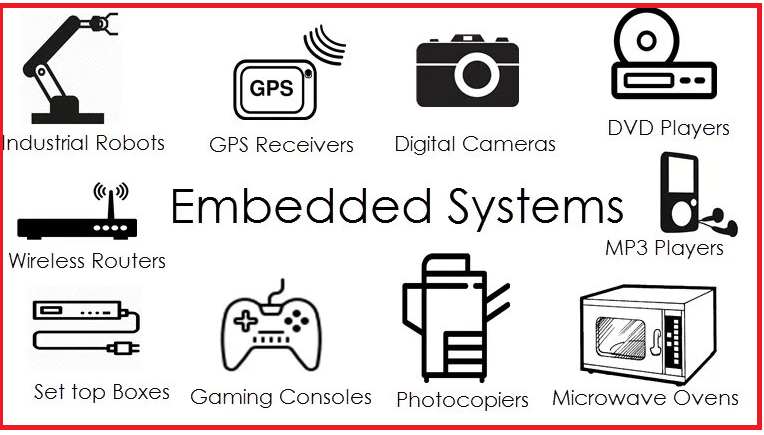 GPS
Industrial Robots
GPS Receivers
Digital Cameras
DVD Players
Embedded Systems
Wireless Routers
MP3 Players
Set top Boxes
Gaming Consoles
Photocopiers
Microwave Ovens